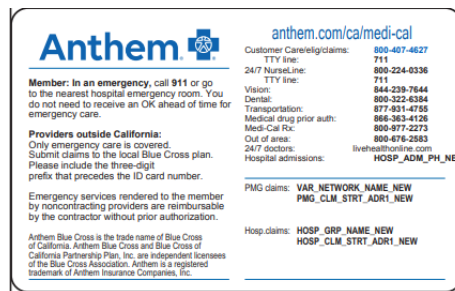 Anthem
Member: In an emergency, call 911 or go
to the nearest hospital emergency room. You
do not need to receive an OK ahead of time for
emergency care.
Providers outside California:
Only emergency care is covered.
Submit claims to the local Blue Cross plan.
Please include the three-digit
prefix that precedes the ID card number.
Emergency services rendered to the member
by noncontracting providers are reimbursable
by the contractor without prior authorization.
Anthem Blue Cross is the trade name of Blue Cross
of California. Anthem Blue Cross and Blue Cross of
California Partnership Plan, Inc. are independent licensees
of the Blue Cross Association. Anthem is a registered
trademark of Anthem Insurance Companies, Inc.
anthem.com/ca/medi-cal
Customer Care/elig/claims: 800-407-4627
TTY line: 711
24/7 NurseLine: 800-224-0336
TTY line: 711
Vision: 844-239-7644
Dental: 800-322-6384
Transportation: 877-931-4755
Medical drug prior auth: 866-363-4126
Medi-Cal Rx: 800-977-2273
Out of area: 800-676-2583
24/7 doctors: livehealthonline.com
Hospital admissions: HOSP_ADM_PH_NE
PMG claims: VAR_NETWORK_NAME_NEW
PMG_CLM_STRT_ADR1_NEW
Hosp.claims: HOSP_GRP_NAME_NEW
HOSP_CLM_STRT_ADR1_NEW